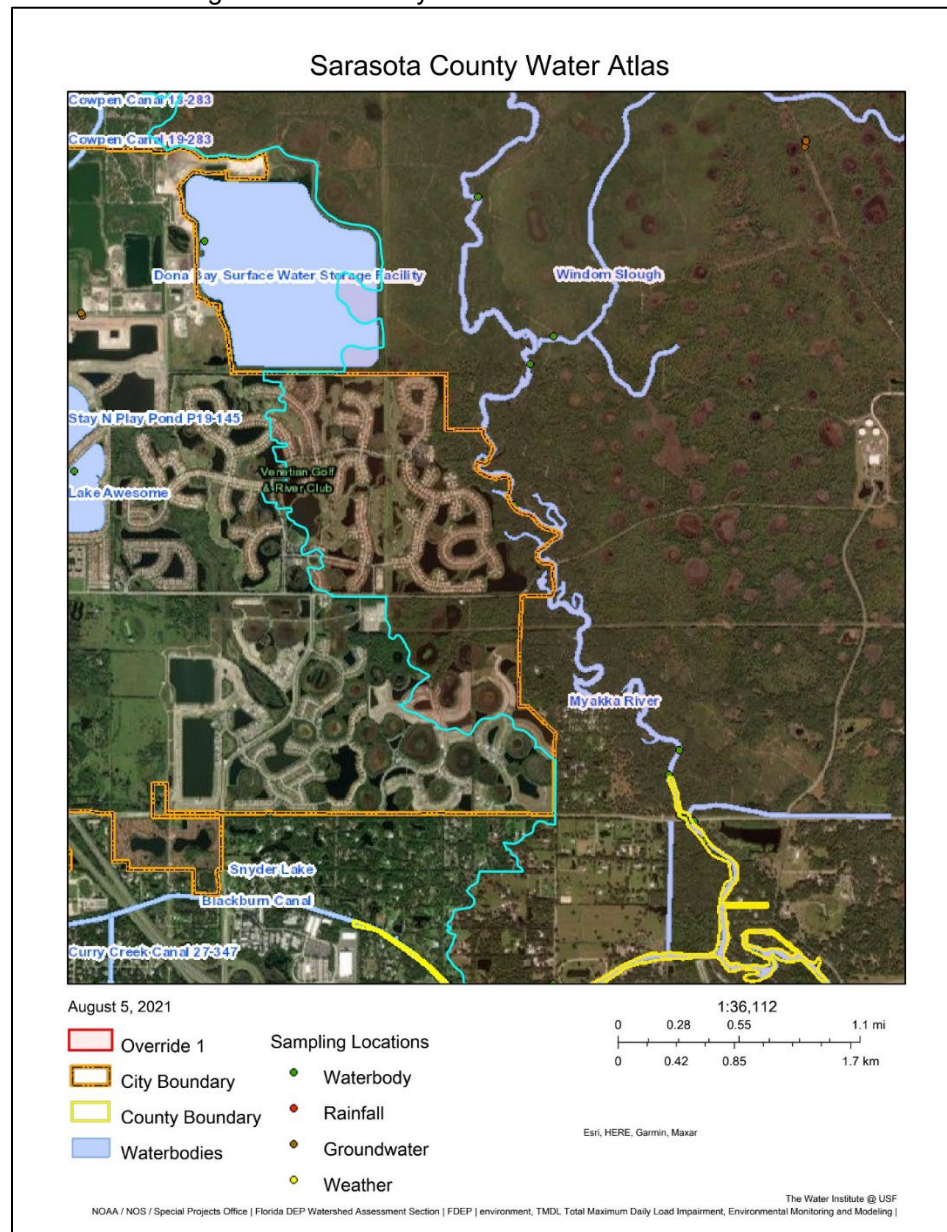 Sarasota County Water Atlas
Cowpen Canal 18-283
Cowpen Canal 19-283
Dona Bay Surface Water Storage Facility
Windom Slough
Stay N Play Pond P19-145
Venetian Golf
& River Club
Lake Awesome
Myakka River
Snyder Lake
Blackburn Canal
Curry Creek Canal 27-347
August 5, 2021
Override 1
City Boundary
County Boundary
Waterbodies
Sampling Locations
Waterbody
Rainfall
Groundwater
Weather
1:36,112
0 0.28 0.55 1.1 mi
0 0.42 0.85 1.7 km
Esri, HERE, Garmin, Maxar
The Water Institute @ USF
NOAA / NOS / Special Projects Office | Florida DEP Watershed Assessment Section | FDEP | environment, TMDL Total Maximum Daily Load Impairment, Environmental Monitoring and Modeling |